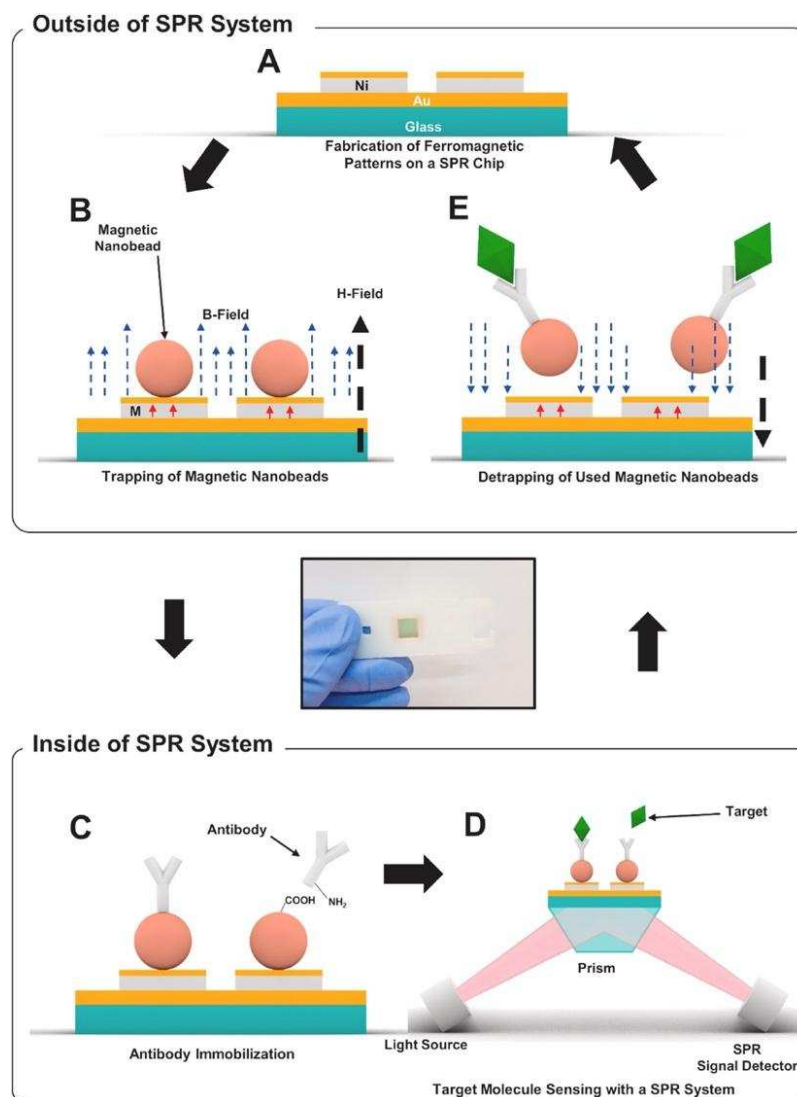 Outside of SPR System
A
Ni
Au
Glass
Fabrication of Ferromagnetic
Patterns on a SPR Chip
B
Magnetic
Nanobead
B-Field
H-Field
M
Trapping of Magnetic Nanobeads
E
Detrapping of Used Magnetic Nanobeads
Inside of SPR System
C
Antibody
COOH
NH₂
Antibody Immobilization
D
Target
Prism
Light Source
SPR
Signal Detector
Target Molecule Sensing with a SPR System